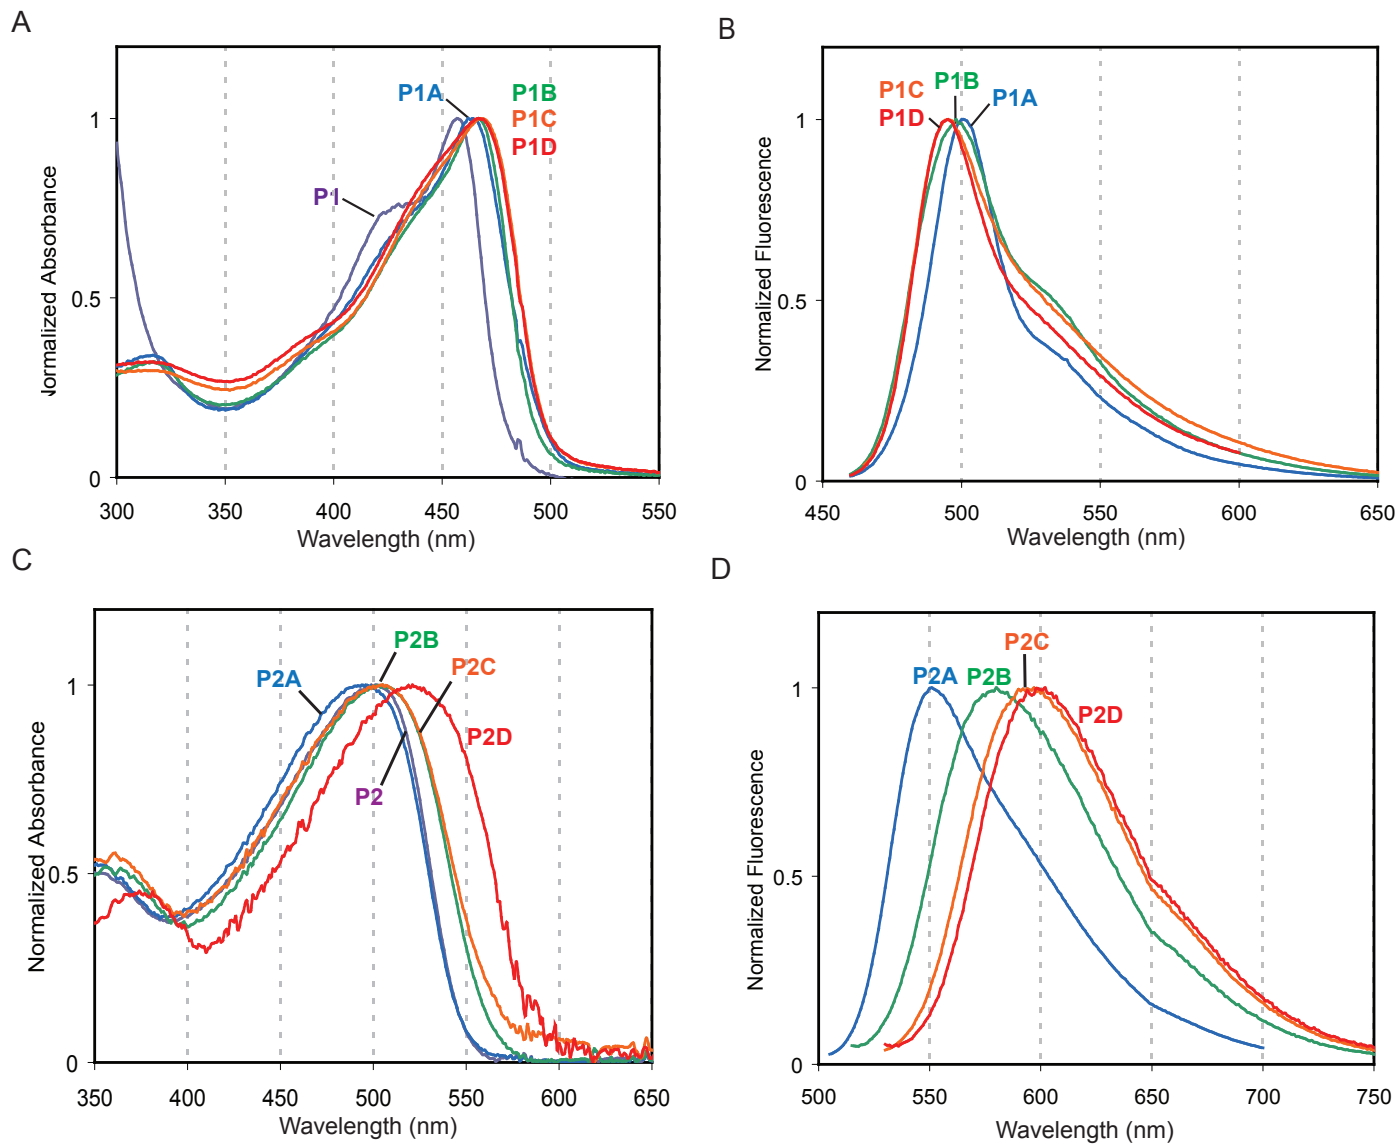 A
B
P1A
P1B
P1C
P1D
P1
1
0.5
0
300
350
400
450
500
550
Wavelength (nm)
Normalized Absorbance
P1C
P1B
P1D
P1A
1
0.5
0
450
500
550
600
650
Wavelength (nm)
Normalized Fluorescence
C
D
P2B
P2A
P2C
P2D
P2
1
0.5
0
350
400
450
500
550
600
650
Wavelength (nm)
Normalized Absorbance
P2C
P2A
P2B
P2D
1
0.5
0
500
550
600
650
700
750
Wavelength (nm)
Normalized Fluorescence